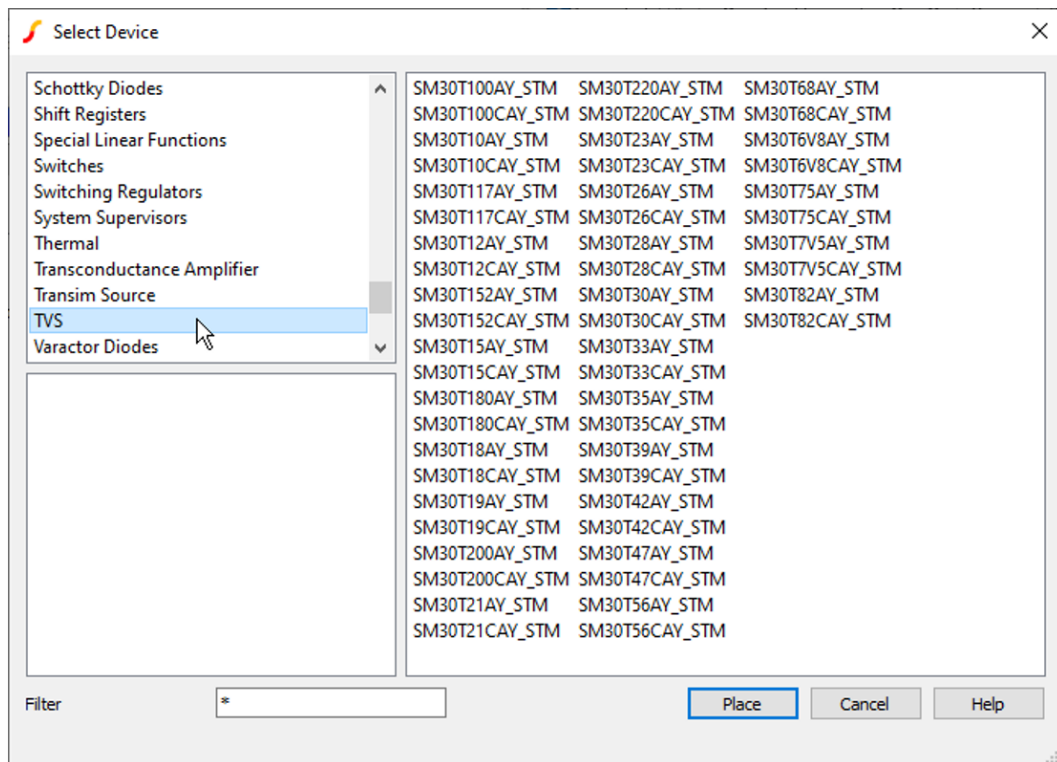 Select Device
Schottky Diodes
Shift Registers
Special Linear Functions
Switches
Switching Regulators
System Supervisors
Thermal
Transconductance Amplifier
Transim Source
TVS
Varactor Diodes
SM30T100AY_STM SM30T220AY_STM SM30T68AY_STM
SM30T100CAY_STM SM30T220CAY_STM SM30T68CAY_STM
SM30T10AY_STM SM30T23AY_STM SM30T6V8AY_STM
SM30T10CAY_STM SM30T23CAY_STM SM30T6V8CAY_STM
SM30T117AY_STM SM30T26AY_STM SM30T75AY_STM
SM30T117CAY_STM SM30T26CAY_STM SM30T75CAY_STM
SM30T12AY_STM SM30T28AY_STM SM30T7V5AY_STM
SM30T12CAY_STM SM30T28CAY_STM SM30T7V5CAY_STM
SM30T152AY_STM SM30T30AY_STM SM30T82AY_STM
SM30T152CAY_STM SM30T30CAY_STM SM30T82CAY_STM
SM30T15AY_STM SM30T33AY_STM
SM30T15CAY_STM SM30T33CAY_STM
SM30T180AY_STM SM30T35AY_STM
SM30T180CAY_STM SM30T35CAY_STM
SM30T18AY_STM SM30T39AY_STM
SM30T18CAY_STM SM30T39CAY_STM
SM30T19AY_STM SM30T42AY_STM
SM30T19CAY_STM SM30T42CAY_STM
SM30T200AY_STM SM30T47AY_STM
SM30T200CAY_STM SM30T47CAY_STM
SM30T21AY_STM SM30T56AY_STM
SM30T21CAY_STM SM30T56CAY_STM
Filter * Place Cancel Help